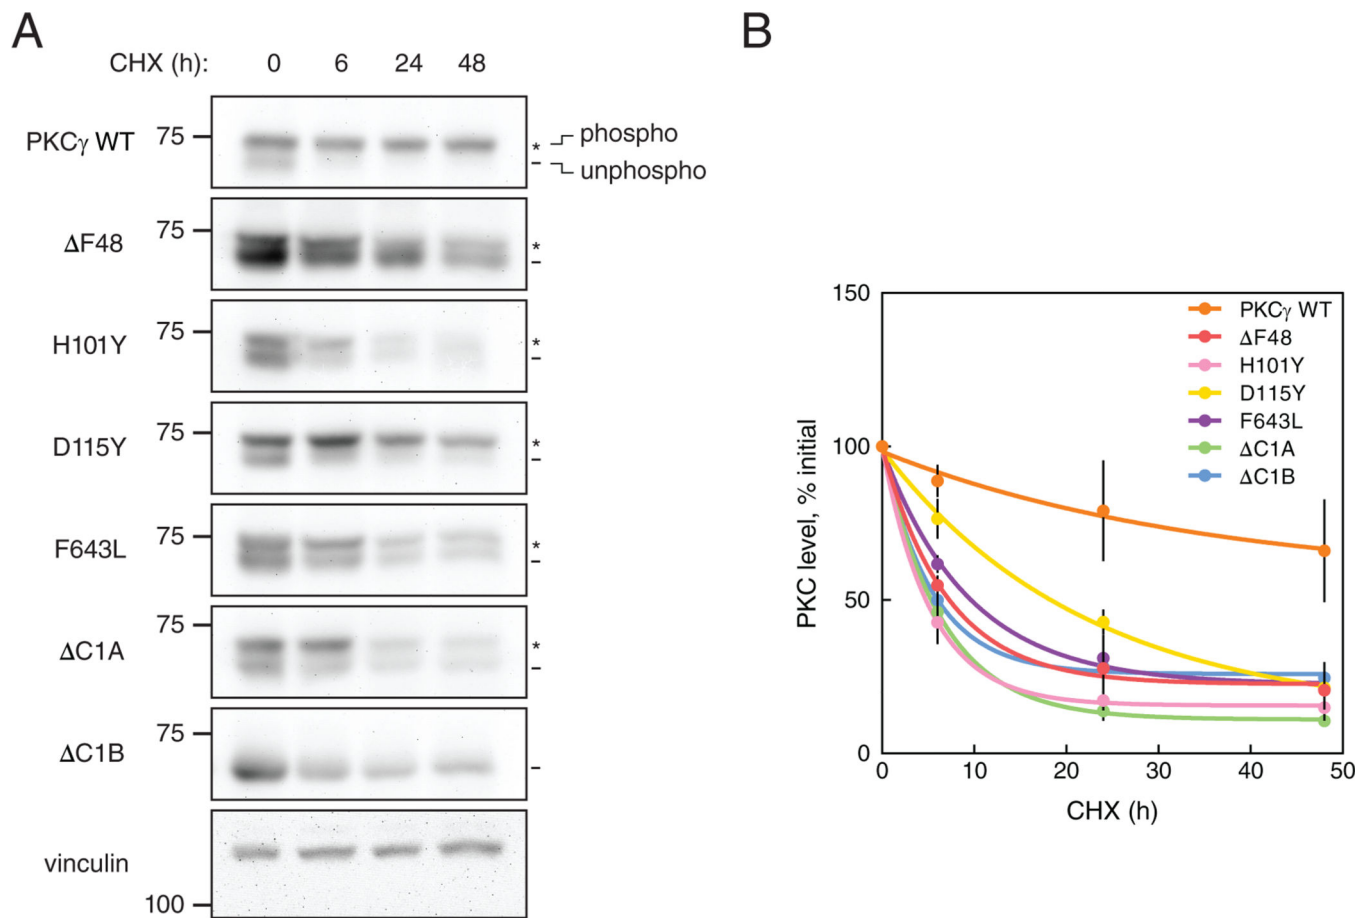 A
CHX (h): 0 6 24 48
PKCγ WT 75 * phospho
– unphospho
ΔF48 75 *
–
H101Y 75 *
–
D115Y 75 *
–
F643L 75 *
–
ΔC1A 75 *
–
ΔC1B 75
–
vinculin
100
B
150
100
50
0
PKC level, % initial
PKCγ WT
ΔF48
H101Y
D115Y
F643L
ΔC1A
ΔC1B
0 10 20 30 40 50
CHX (h)